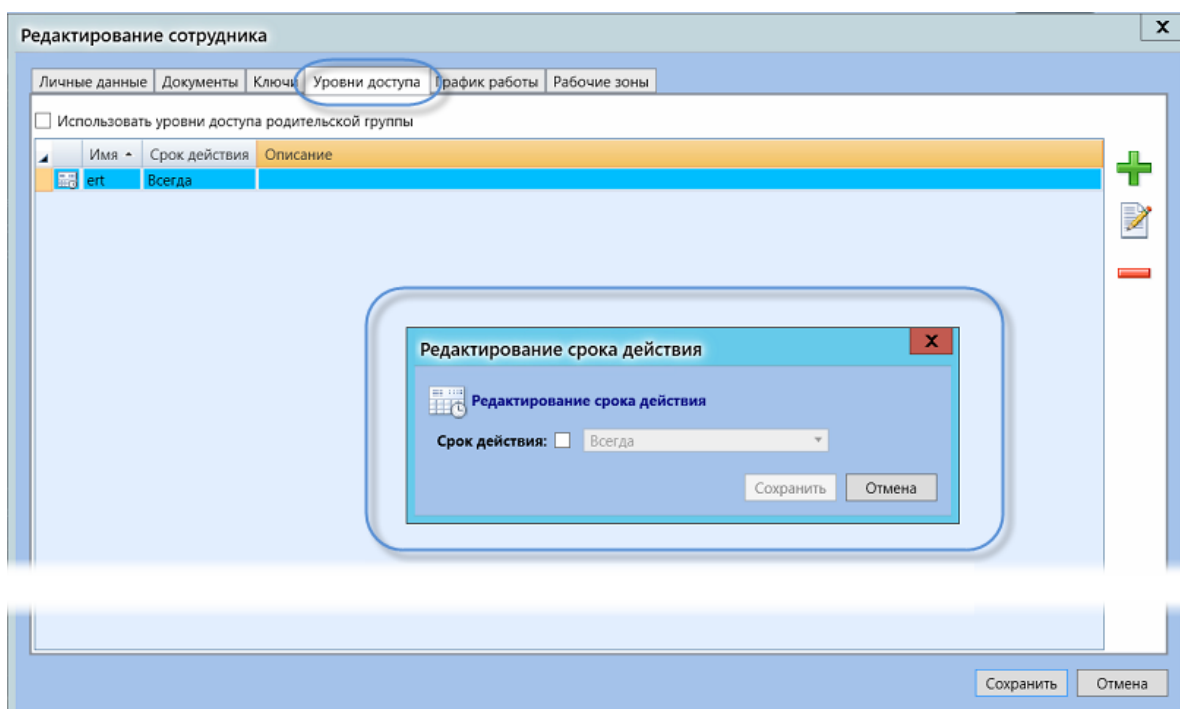 Редактирование сотрудника
X
Личные данные Документы Ключи Уровни доступа График работы Рабочие зоны
Использовать уровни доступа родительской группы
Имя Срок действия Описание
ert Всегда
Редактирование срока действия
X
Редактирование срока действия
Срок действия: Всегда
Сохранить Отмена
Сохранить Отмена